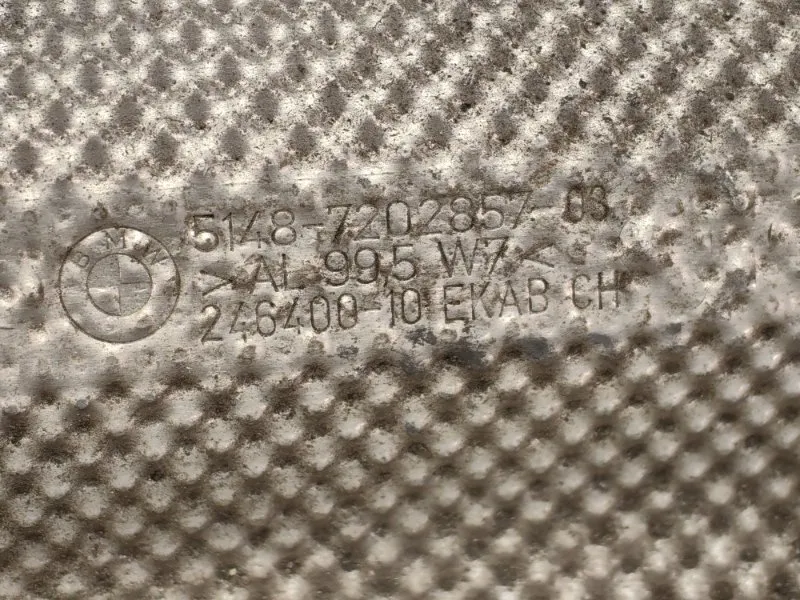 BMW
5148-7202857-03
>AL 99,5 W7<
246400-10 EKAB CH